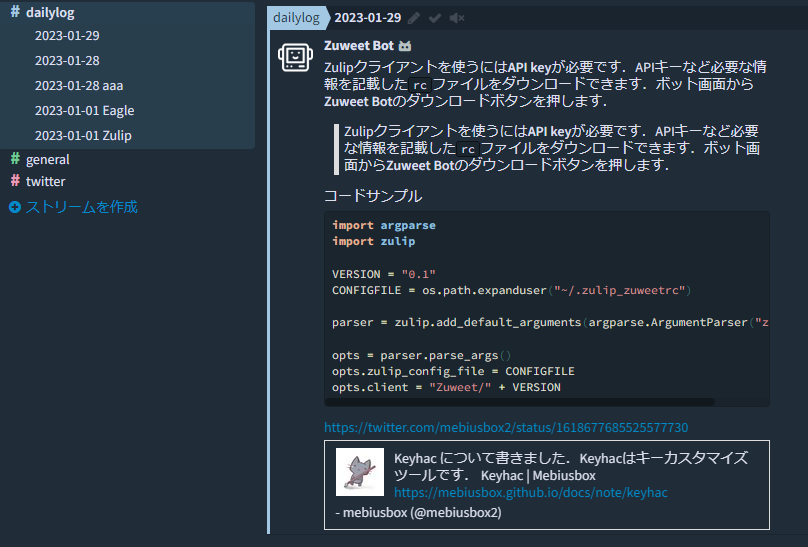 # dailylog
2023-01-29
2023-01-28
2023-01-28 aaa
2023-01-01 Eagle
2023-01-01 Zulip
# general
# twitter
ストリームを作成
dailylog 2023-01-29
Zuweet Bot
Zulipクライアントを使うにはAPI keyが必要です．APIキーなど必要な情
報を記載した rc ファイルをダウンロードできます．ボット画面から
Zuweet Botのダウンロードボタンを押します．
Zulipクライアントを使うにはAPI keyが必要です．APIキーなど必要
な情報を記載した rc ファイルをダウンロードできます．ボット画
面からZuweet Botのダウンロードボタンを押します．
コードサンプル
import argparse
import zulip
VERSION = "0.1"
CONFIGFILE = os.path.expanduser("~/.zulip_zuweetrc")
parser = zulip.add_default_arguments(argparse.ArgumentParser("z
opts = parser.parse_args()
opts.zulip_config_file = CONFIGFILE
opts.client = "Zuweet/" + VERSION
https://twitter.com/mebiusbox2/status/1618677685525577730
Keyhac について書きました．Keyhacはキーカスタマイズ
ツールです． Keyhac | Mebiusbox
https://mebiusbox.github.io/docs/note/keyhac
- mebiusbox (@mebiusbox2)